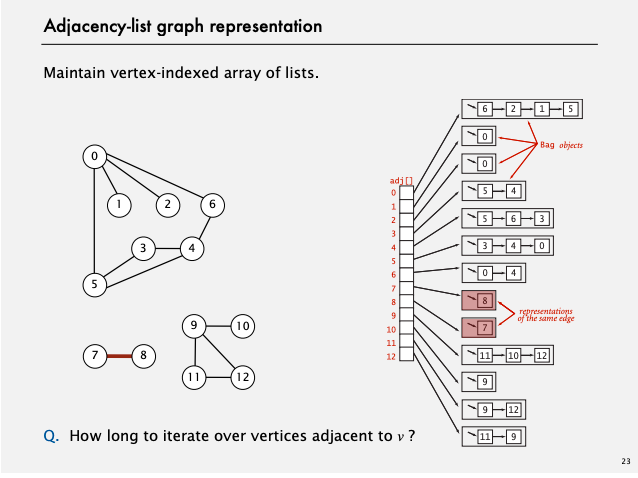 Adjacency-list graph representation
Maintain vertex-indexed array of lists.
0
1 2 6
3 4
5
9 10
7 8
11 12
adj[]
0
1
2
3
4
5
6
7
8
9
10
11
12
6 2 1 5
0
0
5 4
5 6 3
3 4 0
0 4
8
7
11 10 12
9
9 12
11 9
Bag objects
representations
of the same edge
Q. How long to iterate over vertices adjacent to v ?
23